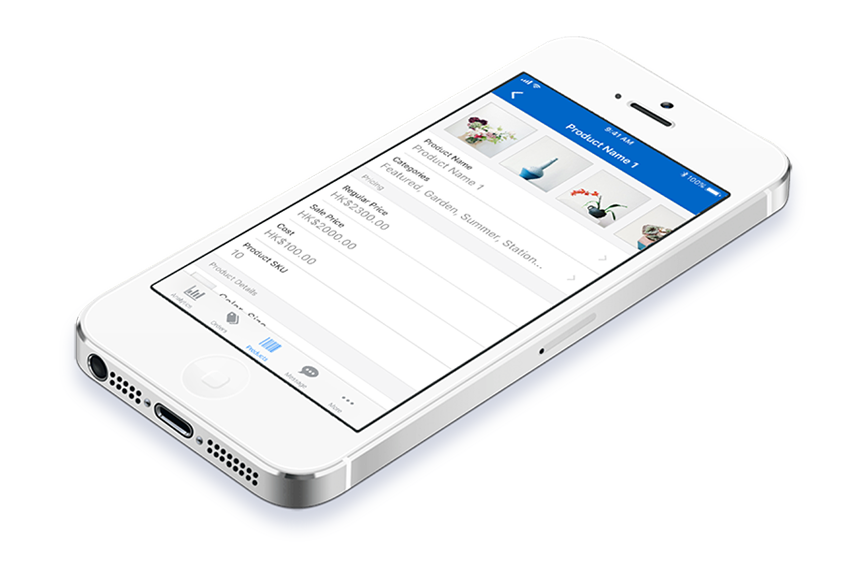 9:41 AM
100%
Product Name 1
Product Name
Product Name 1
Categories
Featured, Garden, Summer, Station...
Pricing
Regular Price
HK$2300.00
Sale Price
HK$2000.00
Cost
HK$100.00
Product SKU
10
Product Details
Color Size
Analytics
Orders
Products
Message
More